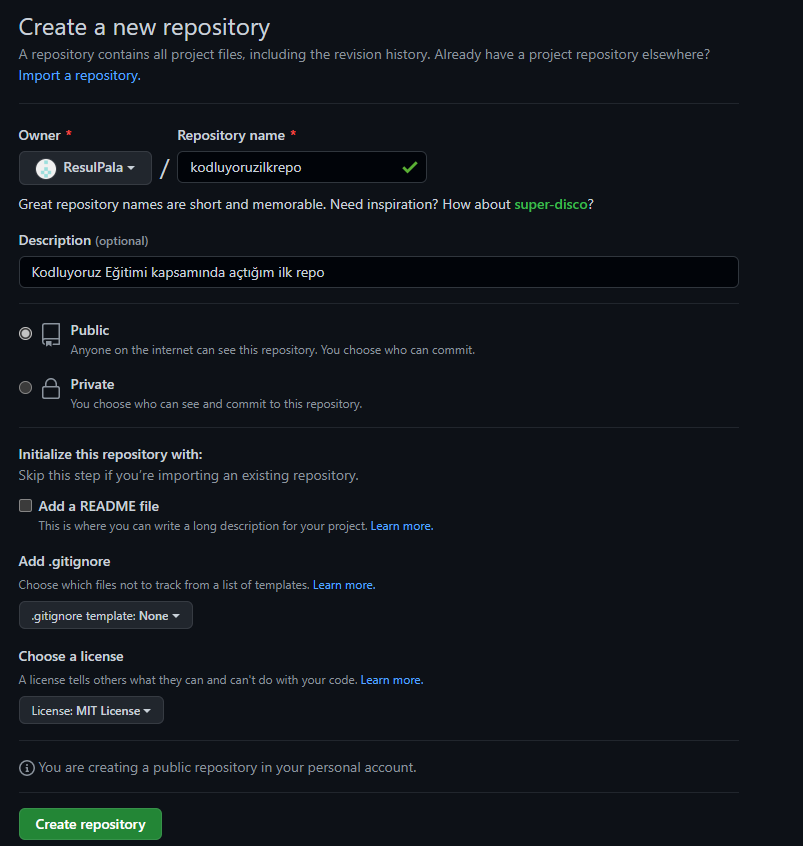 Create a new repository
A repository contains all project files, including the revision history. Already have a project repository elsewhere?
Import a repository.
Owner * Repository name *
ResulPala / kodluyoruzilkrepo
Great repository names are short and memorable. Need inspiration? How about super-disco?
Description (optional)
Kodluyoruz Eğitimi kapsamında açtığım ilk repo
Public
Anyone on the internet can see this repository. You choose who can commit.
Private
You choose who can see and commit to this repository.
Initialize this repository with:
Skip this step if you're importing an existing repository.
Add a README file
This is where you can write a long description for your project. Learn more.
Add .gitignore
Choose which files not to track from a list of templates. Learn more.
.gitignore template: None
Choose a license
A license tells others what they can and can't do with your code. Learn more.
License: MIT License
You are creating a public repository in your personal account.
Create repository